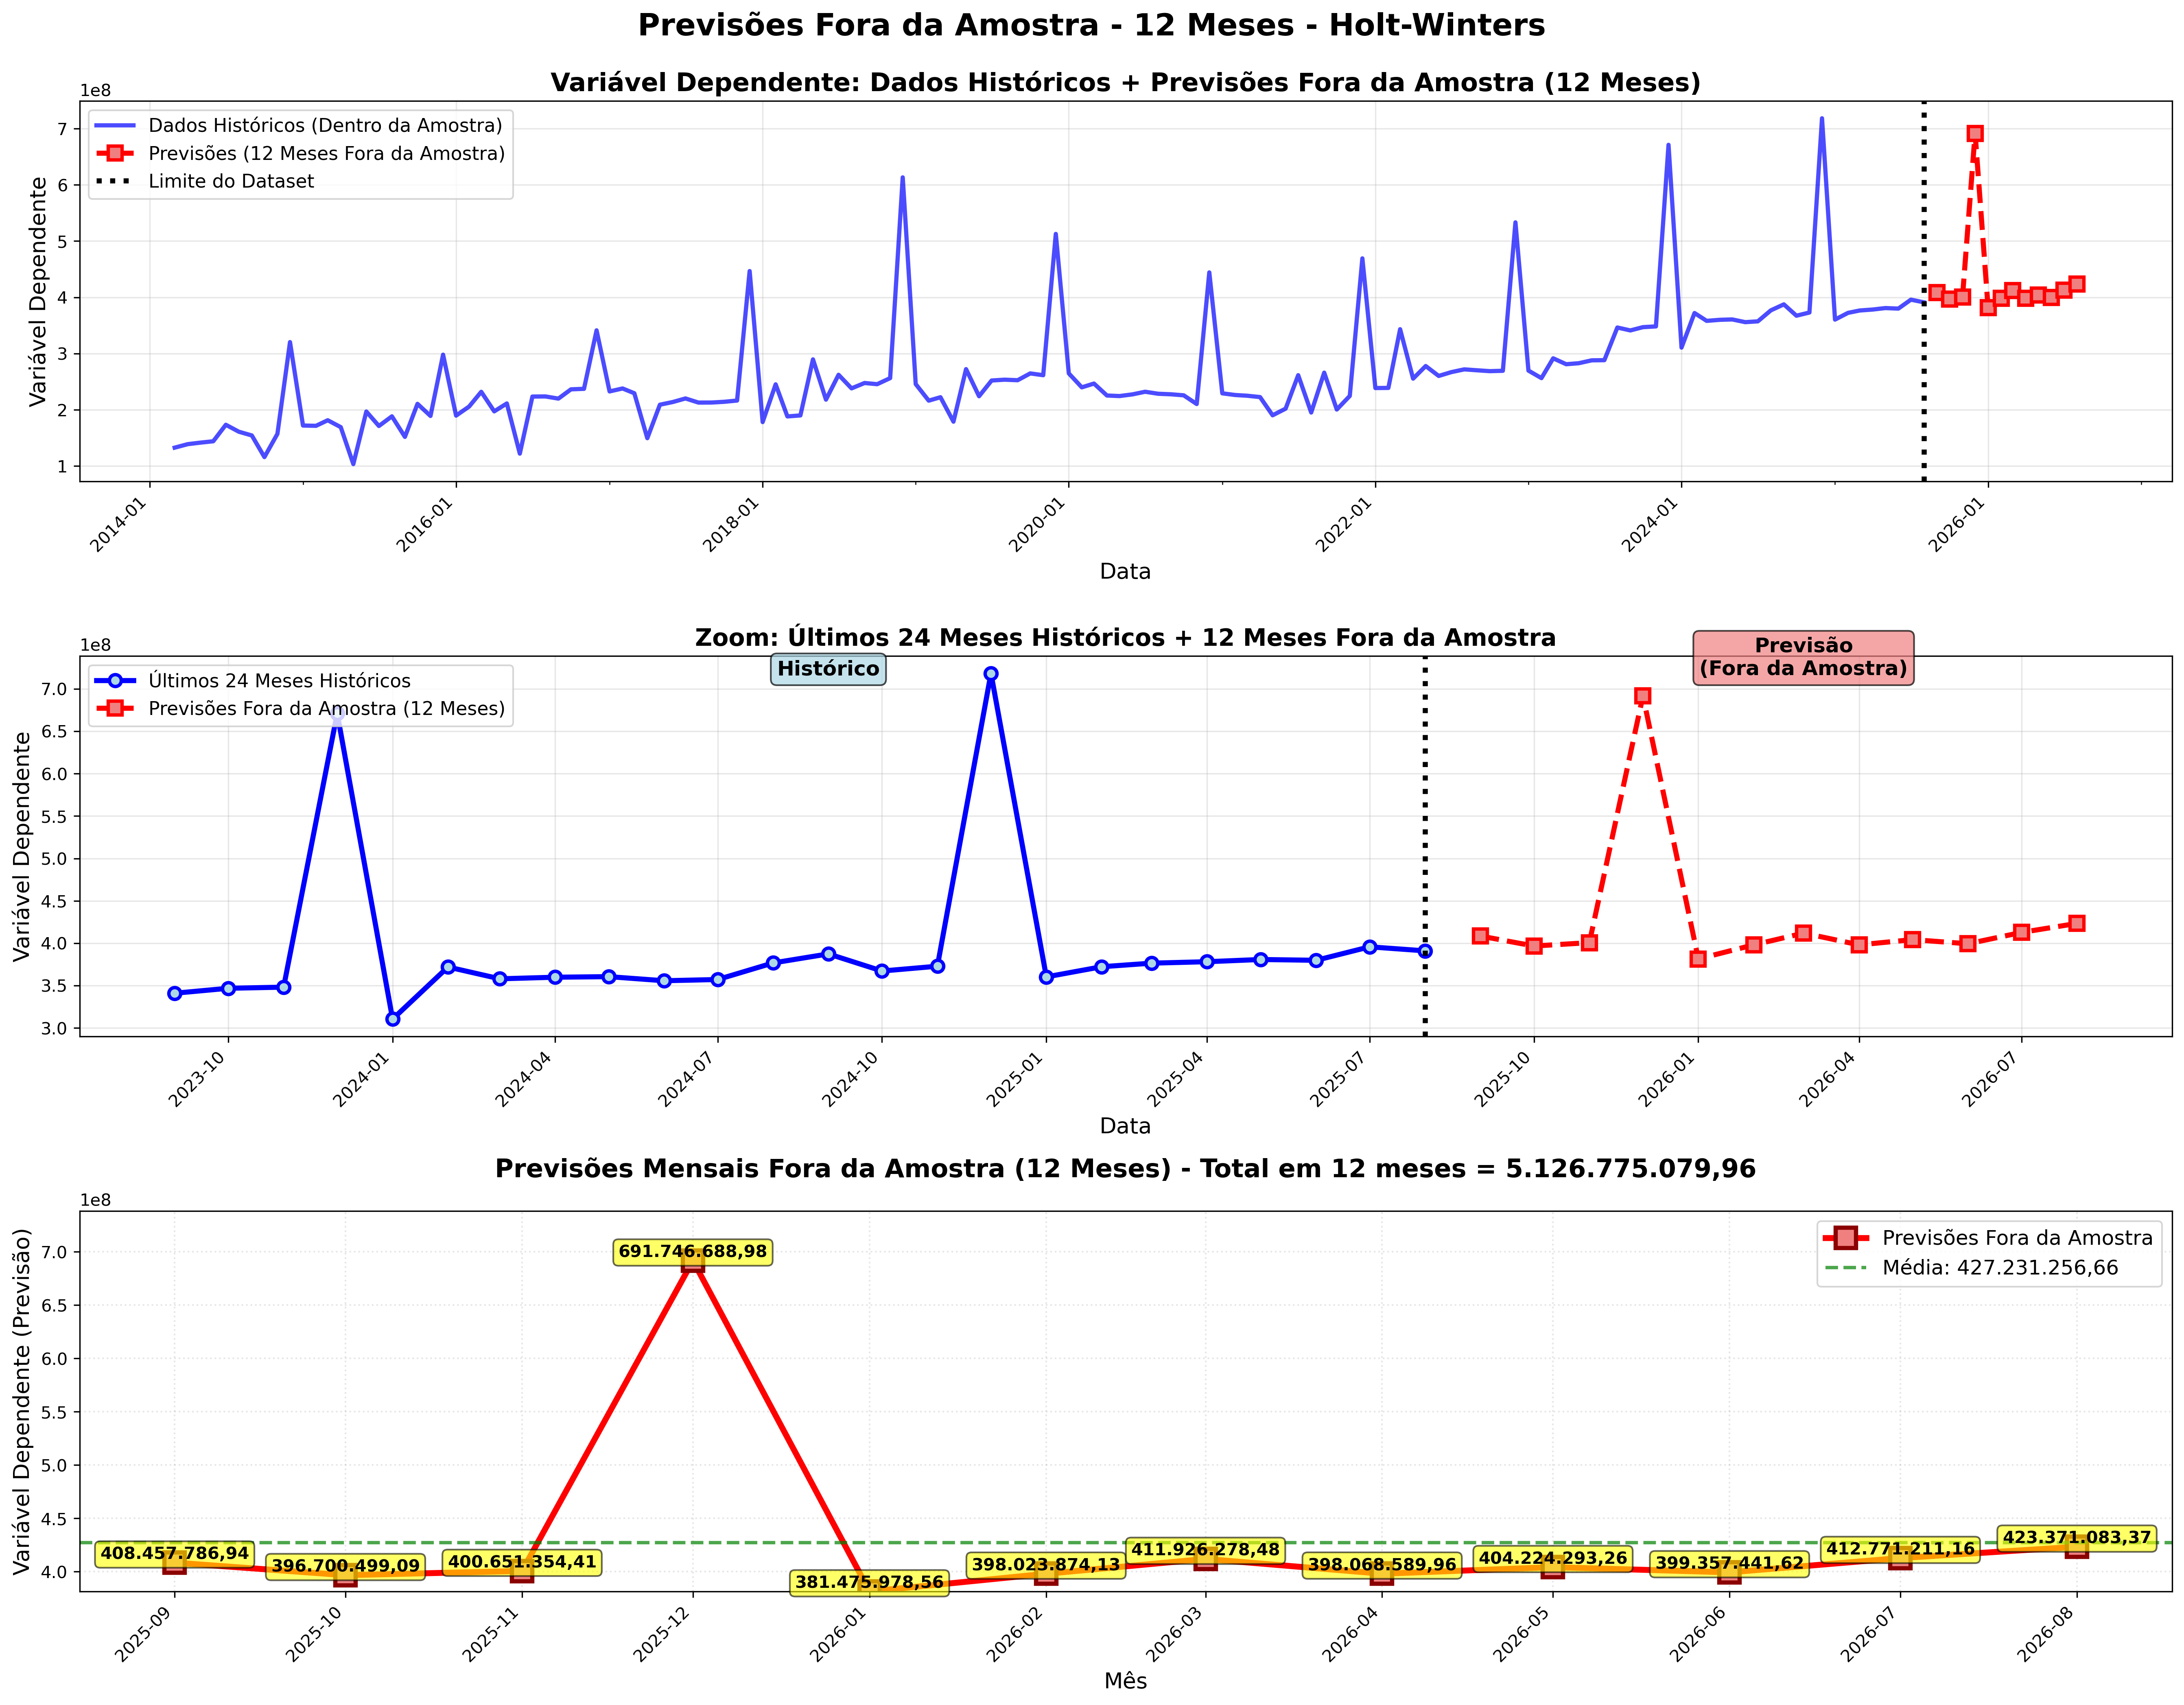 Previsões Fora da Amostra - 12 Meses - Holt-Winters
Variável Dependente: Dados Históricos + Previsões Fora da Amostra (12 Meses)
1e8
Dados Históricos (Dentro da Amostra)
Previsões (12 Meses Fora da Amostra)
Limite do Dataset
Variável Dependente
7
6
5
4
3
2
1
2014-01
2016-01
2018-01
2020-01
2022-01
2024-01
2026-01
Data
Zoom: Últimos 24 Meses Históricos + 12 Meses Fora da Amostra
1e8
Últimos 24 Meses Históricos
Previsões Fora da Amostra (12 Meses)
Histórico
Previsão
(Fora da Amostra)
Variável Dependente
7.0
6.5
6.0
5.5
5.0
4.5
4.0
3.5
3.0
2023-10
2024-01
2024-04
2024-07
2024-10
2025-01
2025-04
2025-07
2025-10
2026-01
2026-04
2026-07
Data
Previsões Mensais Fora da Amostra (12 Meses) - Total em 12 meses = 5.126.775.079,96
1e8
Previsões Fora da Amostra
Média: 427.231.256,66
Variável Dependente (Previsão)
7.0
6.5
6.0
5.5
5.0
4.5
4.0
408.457.786,94
396.700.499,09
400.651.354,41
691.746.688,98
381.475.978,56
398.023.874,13
411.926.278,48
398.068.589,96
404.224.293,26
399.357.441,62
412.771.211,16
423.371.083,37
2025-09
2025-10
2025-11
2025-12
2026-01
2026-02
2026-03
2026-04
2026-05
2026-06
2026-07
2026-08
Mês